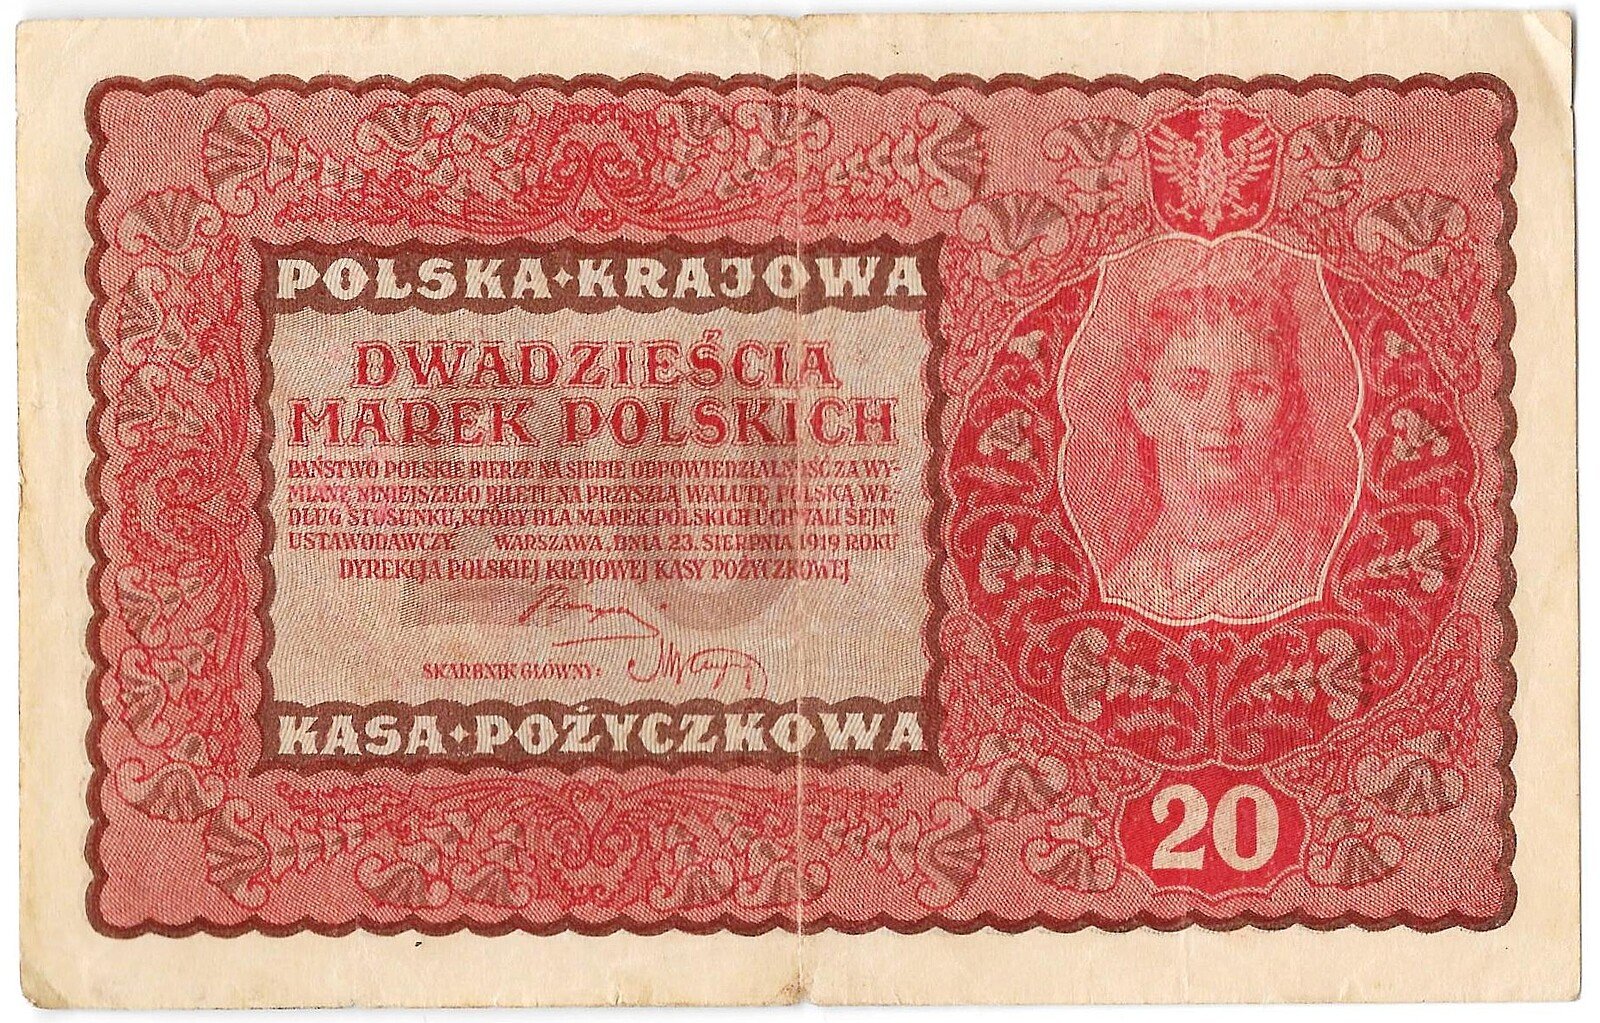 POLSKA • KRAJOWA
DWADZIEŚCIA
MAREK POLSKICH
PAŃSTWO POLSKIE BIERZE NA SIEBIE ODPOWIEDZIALNOŚĆ ZA WY-
MIANĘ NINIEJSZEGO BILETU NA PRZYSZŁĄ WALUTĘ POLSKĄ WE-
DŁUG STOSUNKU, KTÓRY DLA MAREK POLSKICH UCHWALI SEJM
USTAWODAWCZY WARSZAWA, DNIA 23. SIERPNIA 1919 ROKU
DYREKCJA POLSKIEJ KRAJOWEJ KASY POŻYCZKOWEJ
SKARBNIK GŁÓWNY:
KASA • POŻYCZKOWA
20